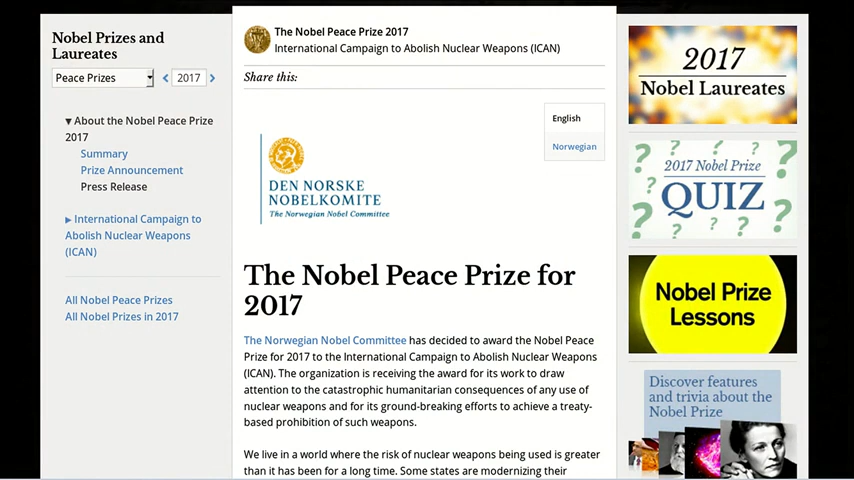 Nobel Prizes and
Laureates
Peace Prizes
2017
▼ About the Nobel Peace Prize
2017
Summary
Prize Announcement
Press Release
▶ International Campaign to
Abolish Nuclear Weapons
(ICAN)
All Nobel Peace Prizes
All Nobel Prizes in 2017
The Nobel Peace Prize 2017
International Campaign to Abolish Nuclear Weapons (ICAN)
Share this:
English
Norwegian
DEN NORSKE
NOBELKOMITE
The Norwegian Nobel Committee
The Nobel Peace Prize for
2017
The Norwegian Nobel Committee has decided to award the Nobel Peace
Prize for 2017 to the International Campaign to Abolish Nuclear Weapons
(ICAN). The organization is receiving the award for its work to draw
attention to the catastrophic humanitarian consequences of any use of
nuclear weapons and for its ground-breaking efforts to achieve a treaty-
based prohibition of such weapons.
We live in a world where the risk of nuclear weapons being used is greater
than it has been for a long time. Some states are modernizing their
2017
Nobel Laureates
2017 Nobel Prize
QUIZ
Nobel Prize
Lessons
Discover features
and trivia about the
Nobel Prize